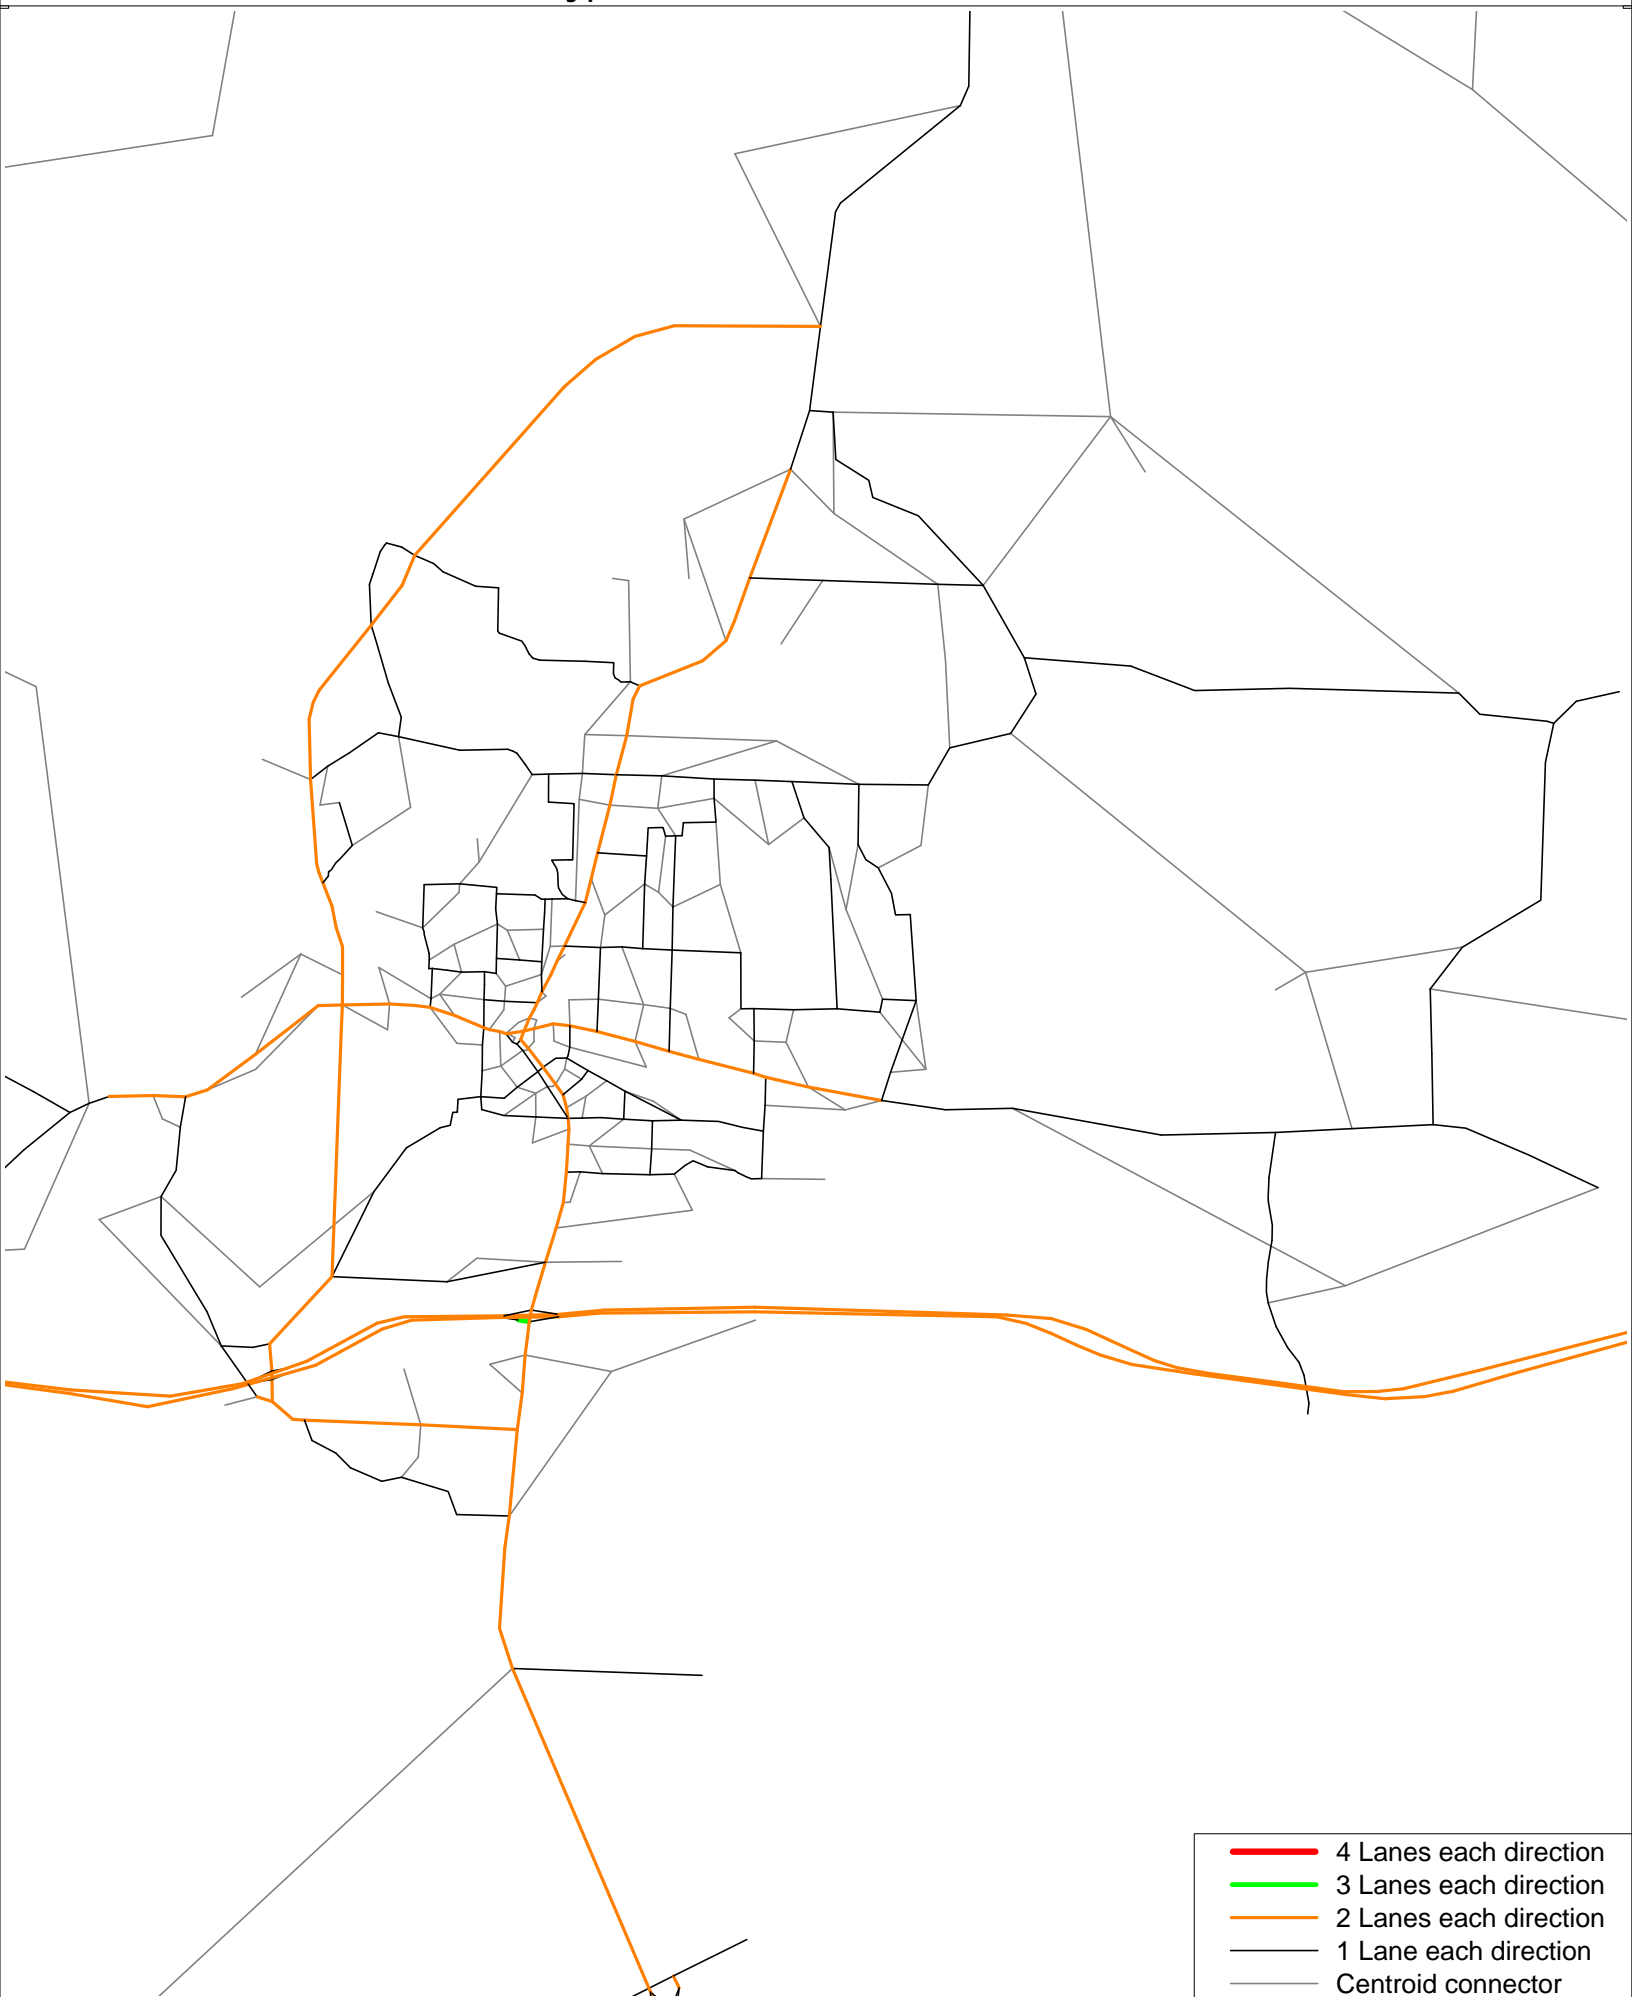 4 Lanes each direction
3 Lanes each direction
2 Lanes each direction
1 Lane each direction
Centroid connector